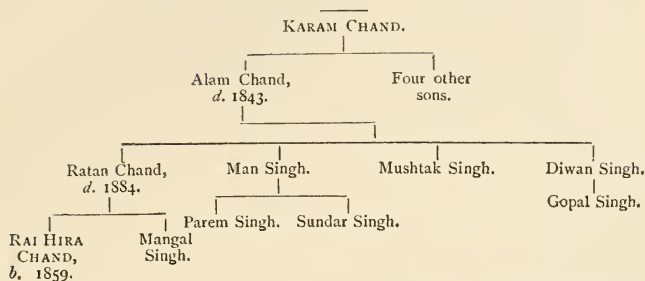 KARAM CHAND.
Alam Chand,
d. 1843.
Four other
sons.
Ratan Chand,
d. 1884.
Man Singh.
Mushtak Singh.
Diwan Singh.
RAI HIRA
CHAND,
b. 1859.
Mangal
Singh.
Parem Singh.
Sundar Singh.
Gopal Singh.